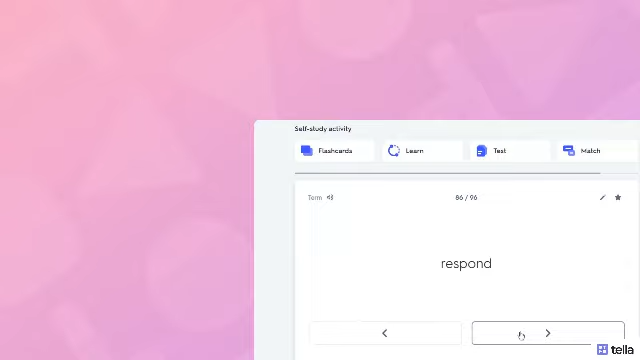 Self-study activity
Flashcards Learn Test Match
Term 86 / 96
respond
tella